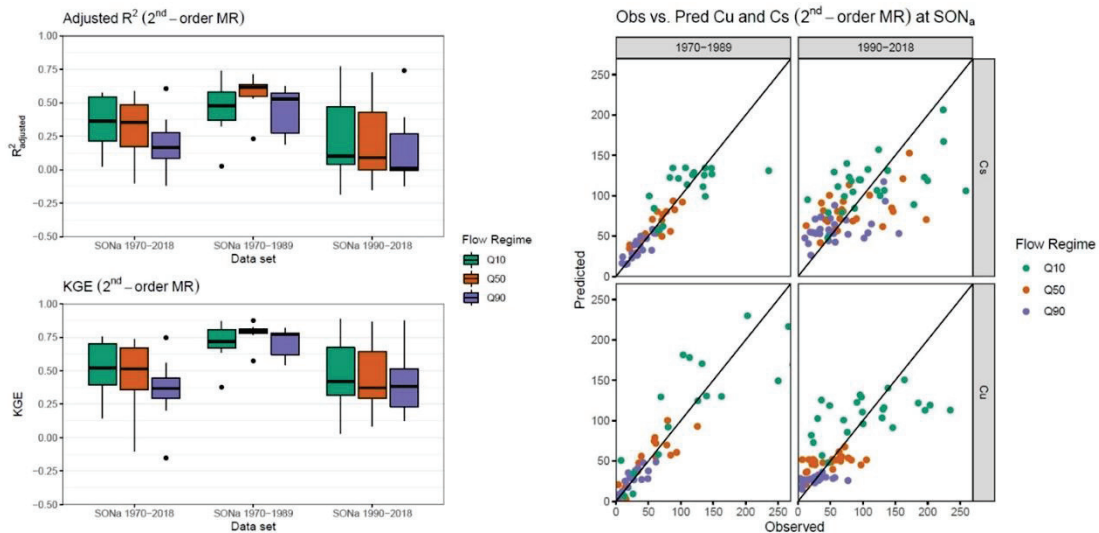 Adjusted R² (2ⁿᵈ−order MR)
1.00
0.75
0.50
0.25
0.00
−0.25
−0.50
R²adjusted
SONa 1970−2018
SONa 1970−1989
SONa 1990−2018
Data set
KGE (2ⁿᵈ−order MR)
1.00
0.75
0.50
0.25
0.00
−0.25
−0.50
KGE
SONa 1970−2018
SONa 1970−1989
SONa 1990−2018
Data set
Flow Regime
Q10
Q50
Q90
Obs vs. Pred Cu and Cs (2ⁿᵈ−order MR) at SONₐ
1970−1989
1990−2018
250
200
150
100
50
0
Cs
250
200
150
100
50
0
Cu
Predicted
0 50 100 150 200 250
0 50 100 150 200 250
Observed
Flow Regime
Q10
Q50
Q90